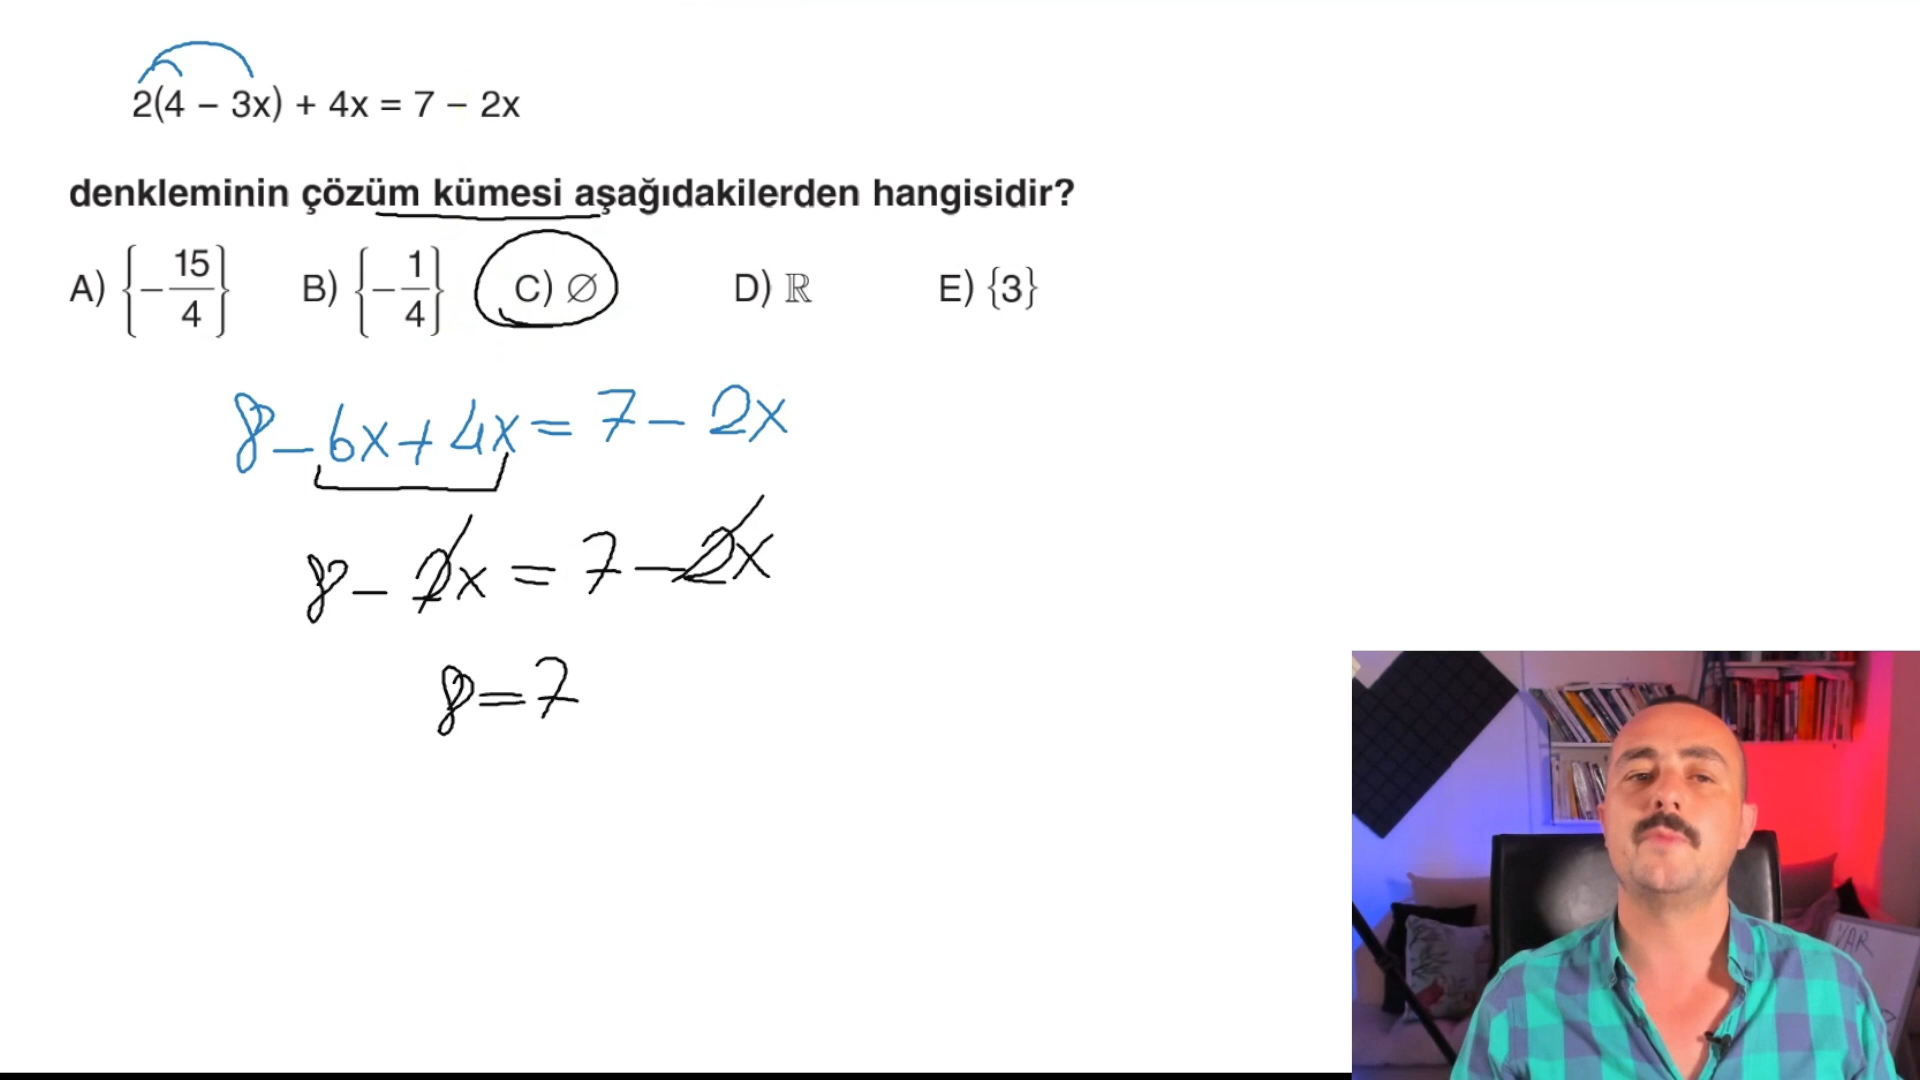 2(4 – 3x) + 4x = 7 – 2x
denkleminin çözüm kümesi aşağıdakilerden hangisidir?
A) {–15/4} B) {–1/4} C) ∅ D) ℝ E) {3}
8 – 6x + 4x = 7 – 2x
8 – 2x = 7 – 2x
8 = 7
VAR